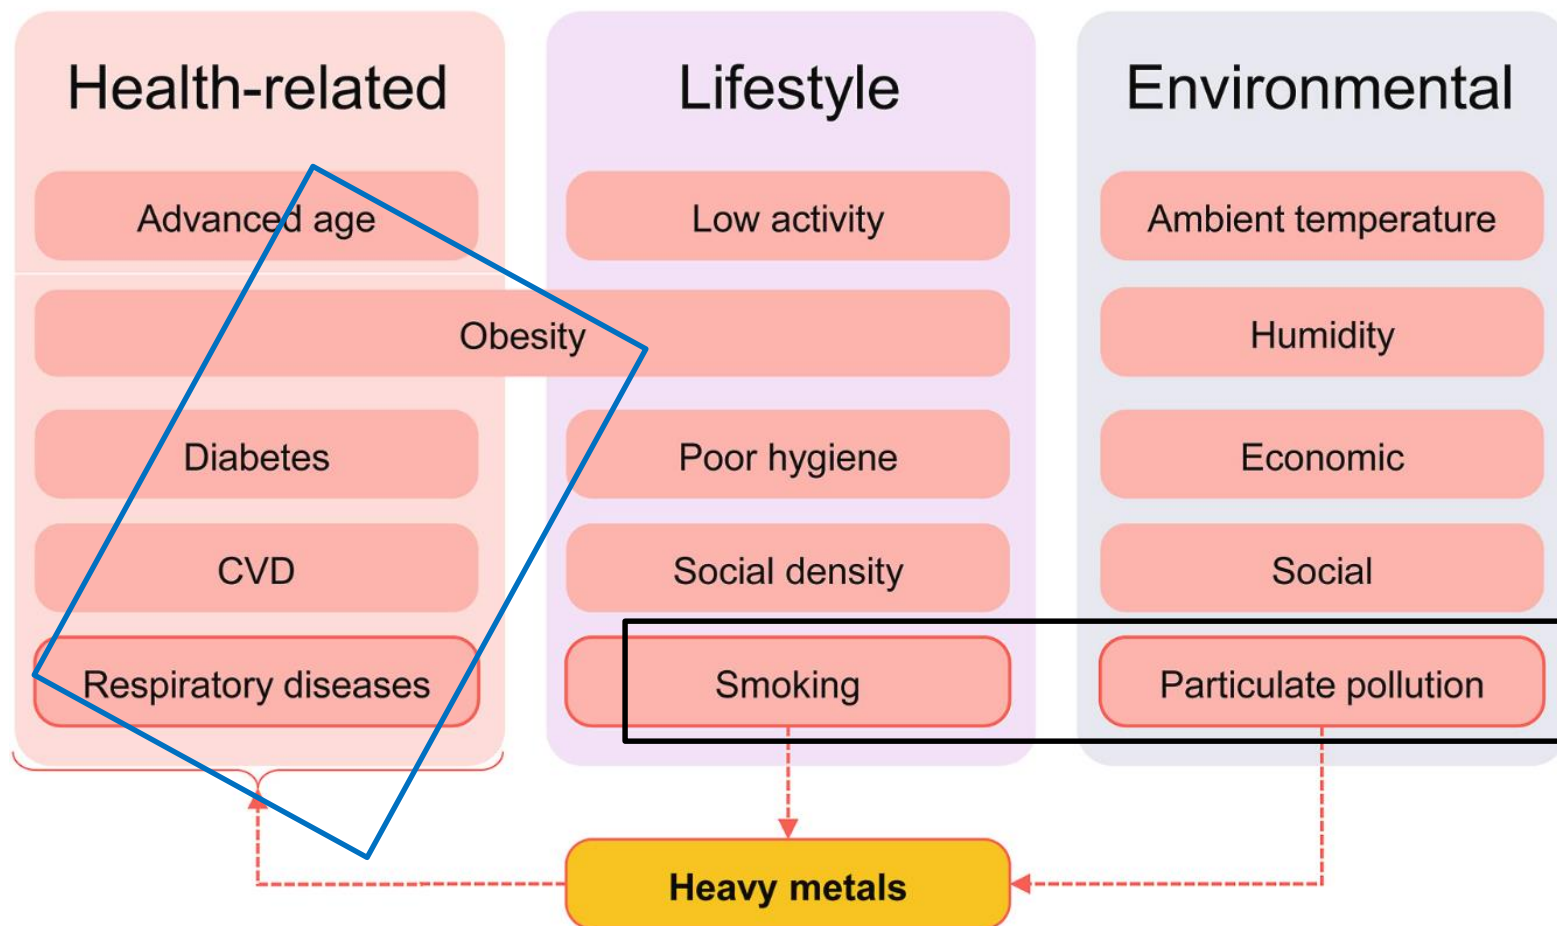 Health-related
Lifestyle
Environmental
Advanced age
Low activity
Ambient temperature
Obesity
Humidity
Diabetes
Poor hygiene
Economic
CVD
Social density
Social
Respiratory diseases
Smoking
Particulate pollution
Heavy metals